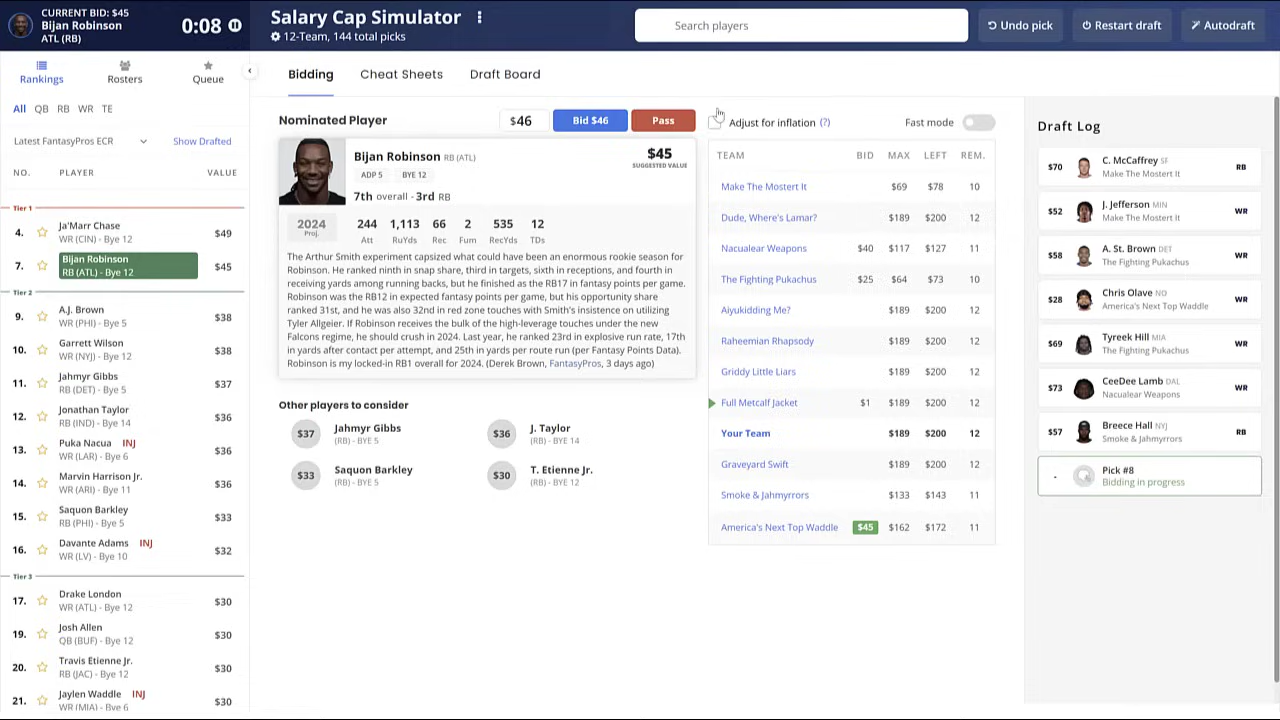 CURRENT BID: $45
Bijan Robinson
ATL (RB)
0:08
Salary Cap Simulator
12-Team, 144 total picks
Search players
Undo pick
Restart draft
Autodraft
Rankings
Rosters
Queue
All QB RB WR TE
Latest FantasyPros ECR
Show Drafted
NO. PLAYER VALUE
Tier 1
4. Ja'Marr Chase $49
WR (CIN) - Bye 12
7. Bijan Robinson $45
RB (ATL) - Bye 12
Tier 2
9. A.J. Brown $38
WR (PHI) - Bye 5
10. Garrett Wilson $38
WR (NYJ) - Bye 12
11. Jahmyr Gibbs $37
RB (DET) - Bye 5
12. Jonathan Taylor $36
RB (IND) - Bye 14
13. Puka Nacua INJ $36
WR (LAR) - Bye 6
14. Marvin Harrison Jr. $36
WR (ARI) - Bye 11
15. Saquon Barkley $33
RB (PHI) - Bye 5
16. Davante Adams INJ $32
WR (LV) - Bye 10
Tier 3
17. Drake London $30
WR (ATL) - Bye 12
19. Josh Allen $30
QB (BUF) - Bye 12
20. Travis Etienne Jr. $30
RB (JAC) - Bye 12
21. Jaylen Waddle INJ $30
WR (MIA) - Bye 6
Bidding
Cheat Sheets
Draft Board
Nominated Player
$46
Bid $46
Pass
Bijan Robinson RB (ATL)
ADP 5 BYE 12
7th overall - 3rd RB
$45
SUGGESTED VALUE
2024 244 1,113 66 2 535 12
Proj. Att RuYds Rec Fum RecYds TDs
The Arthur Smith experiment capsized what could have been an enormous rookie season for
Robinson. He ranked ninth in snap share, third in targets, sixth in receptions, and fourth in
receiving yards among running backs, but he finished as the RB17 in fantasy points per game.
Robinson was the RB12 in expected fantasy points per game, but his opportunity share
ranked 31st, and he was also 32nd in red zone touches with Smith's insistence on utilizing
Tyler Allgeier. If Robinson receives the bulk of the high-leverage touches under the new
Falcons regime, he should crush in 2024. Last year, he ranked 23rd in explosive run rate, 17th
in yards after contact per attempt, and 25th in yards per route run (per Fantasy Points Data).
Robinson is my locked-in RB1 overall for 2024. (Derek Brown, FantasyPros, 3 days ago)
Other players to consider
$37 Jahmyr Gibbs
(RB) - BYE 5
$36 J. Taylor
(RB) - BYE 14
$33 Saquon Barkley
(RB) - BYE 5
$30 T. Etienne Jr.
(RB) - BYE 12
Adjust for inflation (?)
Fast mode
TEAM BID MAX LEFT REM.
Make The Mostert It $69 $78 10
Dude, Where's Lamar? $189 $200 12
Nacualear Weapons $40 $117 $127 11
The Fighting Pukachus $25 $64 $73 10
Aiyukidding Me? $189 $200 12
Raheemian Rhapsody $189 $200 12
Griddy Little Liars $189 $200 12
Full Metcalf Jacket $1 $189 $200 12
Your Team $189 $200 12
Graveyard Swift $189 $200 12
Smoke & Jahmyrrors $133 $143 11
America's Next Top Waddle $45 $162 $172 11
Draft Log
$70 C. McCaffrey SF RB
Make The Mostert It
$52 J. Jefferson MIN WR
Make The Mostert It
$58 A. St. Brown DET WR
The Fighting Pukachus
$28 Chris Olave NO WR
America's Next Top Waddle
$69 Tyreek Hill MIA WR
The Fighting Pukachus
$73 CeeDee Lamb DAL WR
Nacualear Weapons
$57 Breece Hall NYJ RB
Smoke & Jahmyrrors
- Pick #8
Bidding in progress